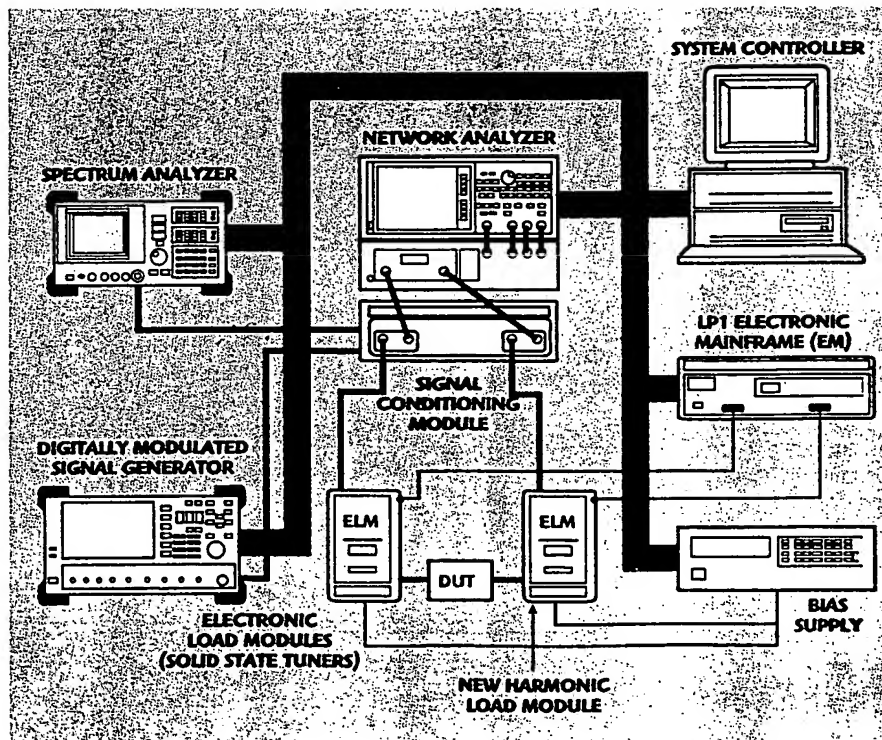 SYSTEM CONTROLLER
NETWORK ANALYZER
SPECTRUM ANALYZER
LP1 ELECTRONIC
MAINFRAME (EM)
SIGNAL
CONDITIONING
MODULE
DIGITALLY MODULATED
SIGNAL GENERATOR
ELM
ELM
DUT
ELECTRONIC
LOAD MODULES
(SOLID STATE TUNERS)
BIAS
SUPPLY
NEW HARMONIC
LOAD MODULE